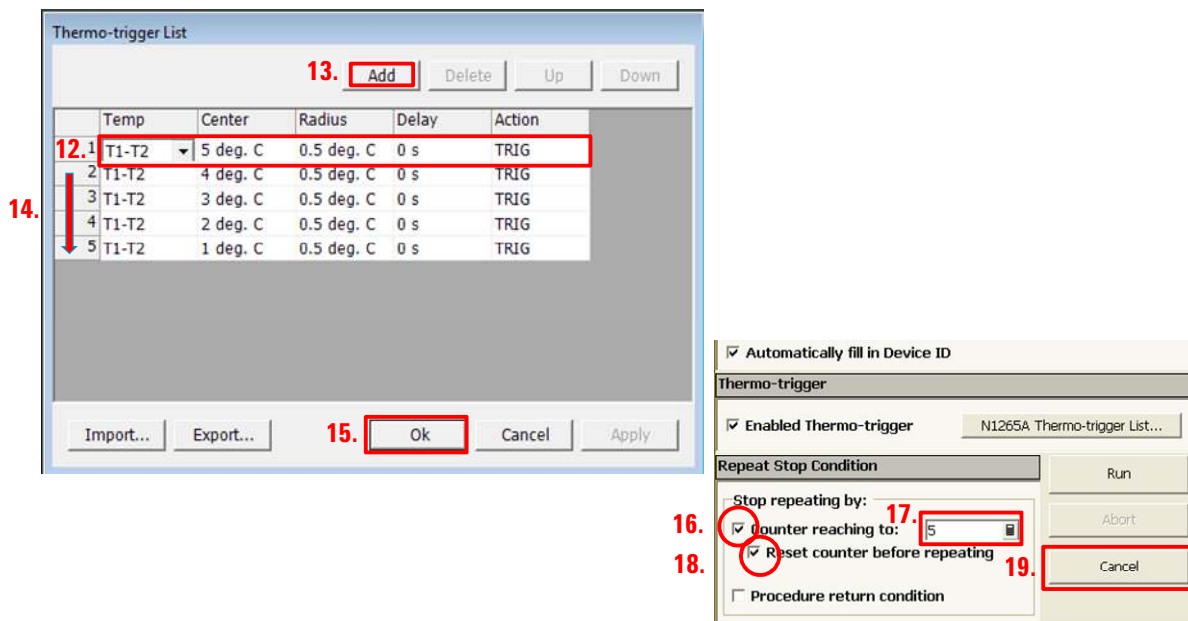 Thermo-trigger List
13. Add Delete Up Down
Temp Center Radius Delay Action
12. 1 T1-T2 5 deg. C 0.5 deg. C 0 s TRIG
2 T1-T2 4 deg. C 0.5 deg. C 0 s TRIG
14. 3 T1-T2 3 deg. C 0.5 deg. C 0 s TRIG
4 T1-T2 2 deg. C 0.5 deg. C 0 s TRIG
5 T1-T2 1 deg. C 0.5 deg. C 0 s TRIG
Import... Export... 15. Ok Cancel Apply
Automatically fill in Device ID
Thermo-trigger
Enabled Thermo-trigger N1265A Thermo-trigger List...
Repeat Stop Condition
Run
Stop repeating by:
16. Counter reaching to: 17. 5
Abort
18. Reset counter before repeating
19. Cancel
Procedure return condition